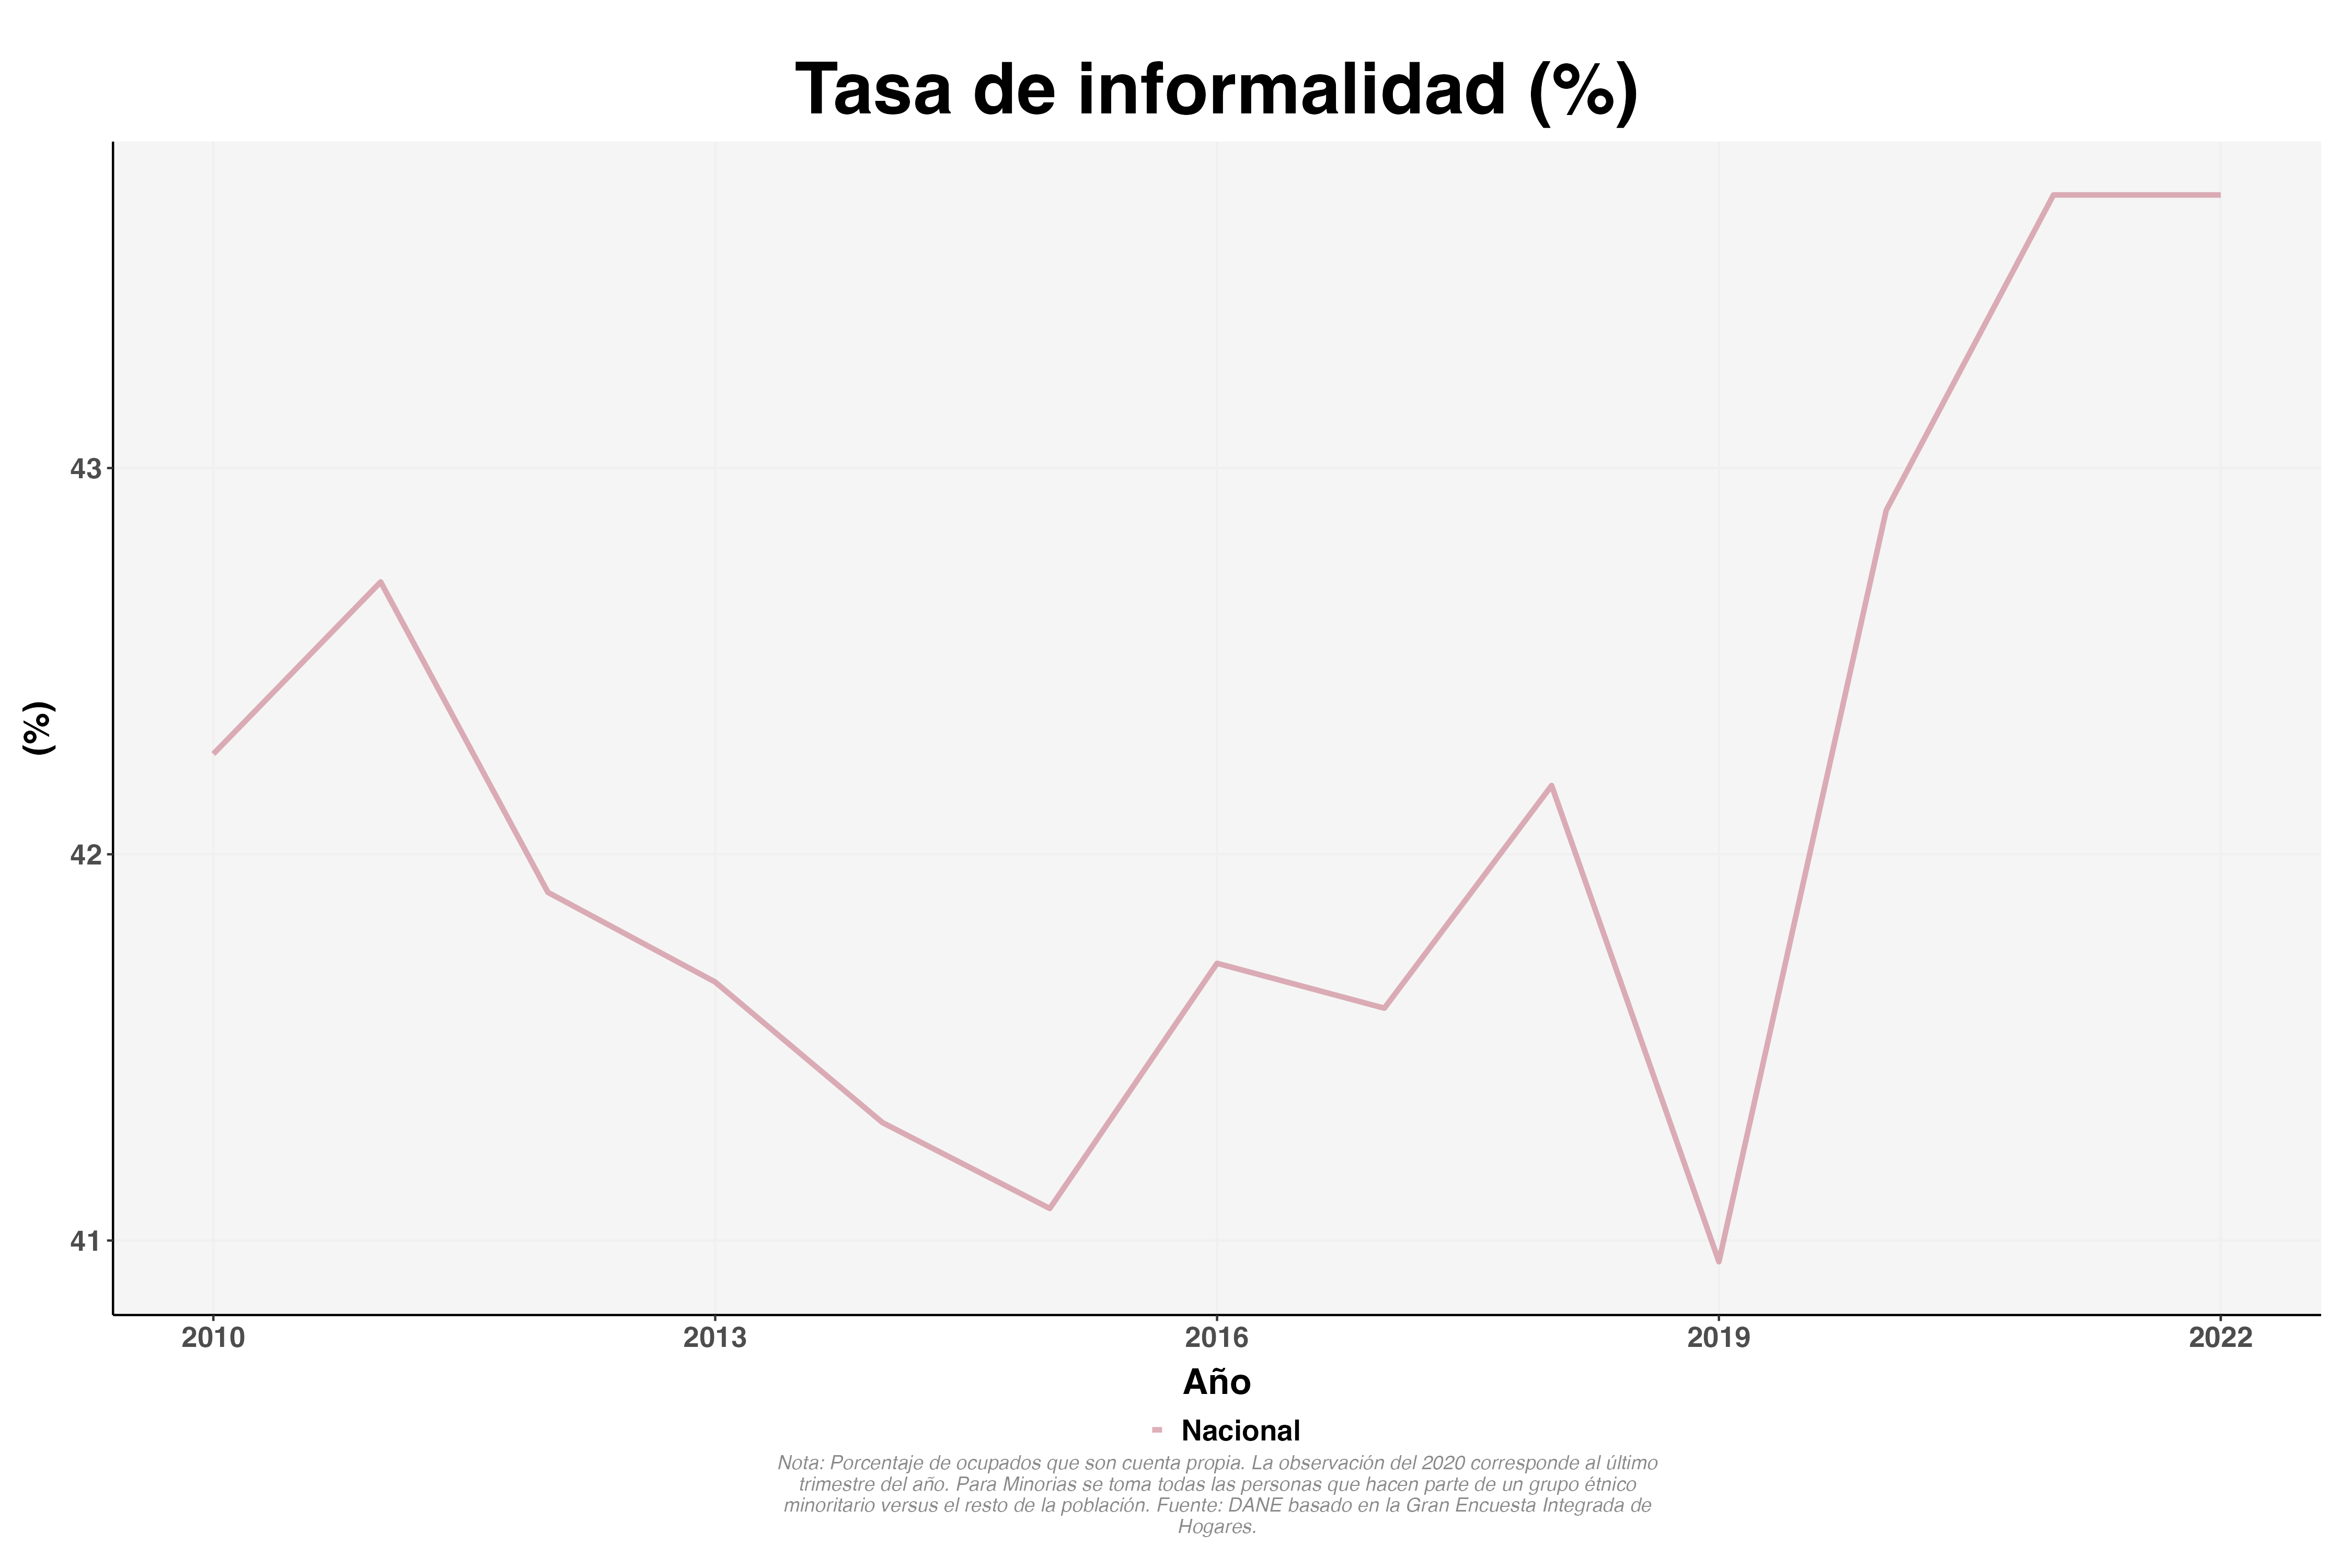 Tasa de informalidad (%)
(%)
43
42
41
2010 2013 2016 2019 2022
Año
Nacional
Nota: Porcentaje de ocupados que son cuenta propia. La observación del 2020 corresponde al último
trimestre del año. Para Minorias se toma todas las personas que hacen parte de un grupo étnico
minoritario versus el resto de la población. Fuente: DANE basado en la Gran Encuesta Integrada de
Hogares.